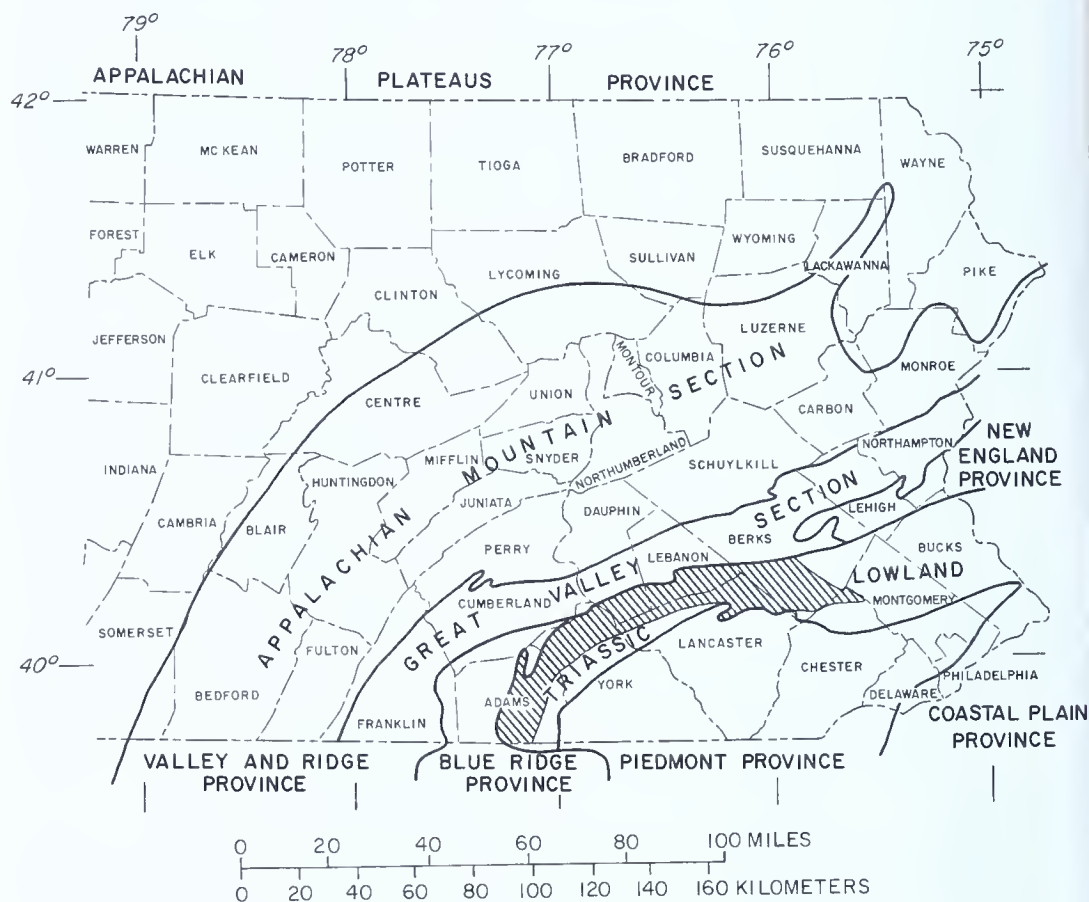 79° 78° 77° 76° 75°
APPALACHIAN PLATEAUS PROVINCE
42°
WARREN MC KEAN POTTER TIOGA BRADFORD SUSQUEHANNA WAYNE
FOREST ELK CAMERON CLINTON LYCOMING SULLIVAN WYOMING LACKAWANNA PIKE
JEFFERSON LUZERNE
41° CLEARFIELD CENTRE UNION MONTOUR COLUMBIA MONROE
CARBON
INDIANA HUNTINGDON MIFFLIN SNYDER NORTHUMBERLAND SCHUYLKILL NORTHAMPTON
APPALACHIAN MOUNTAIN SECTION
NEW
ENGLAND
PROVINCE
CAMBRIA BLAIR JUNIATA DAUPHIN LEHIGH
PERRY LEBANON BERKS BUCKS
GREAT VALLEY SECTION
SOMERSET CUMBERLAND MONTGOMERY
TRIASSIC LOWLAND
40° FULTON LANCASTER
BEDFORD FRANKLIN ADAMS YORK CHESTER DELAWARE PHILADELPHIA
COASTAL PLAIN
PROVINCE
VALLEY AND RIDGE
PROVINCE
BLUE RIDGE
PROVINCE
PIEDMONT PROVINCE
0 20 40 60 80 100 MILES
0 20 40 60 80 100 120 140 160 KILOMETERS